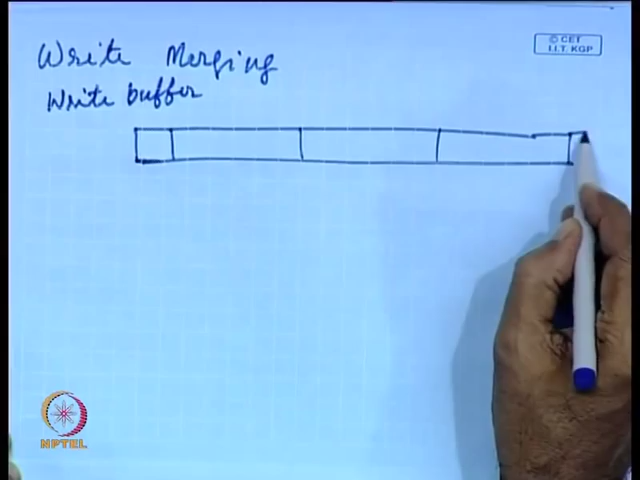 Write Merging
© CET
I.I.T. KGP
Write buffer
NPTEL